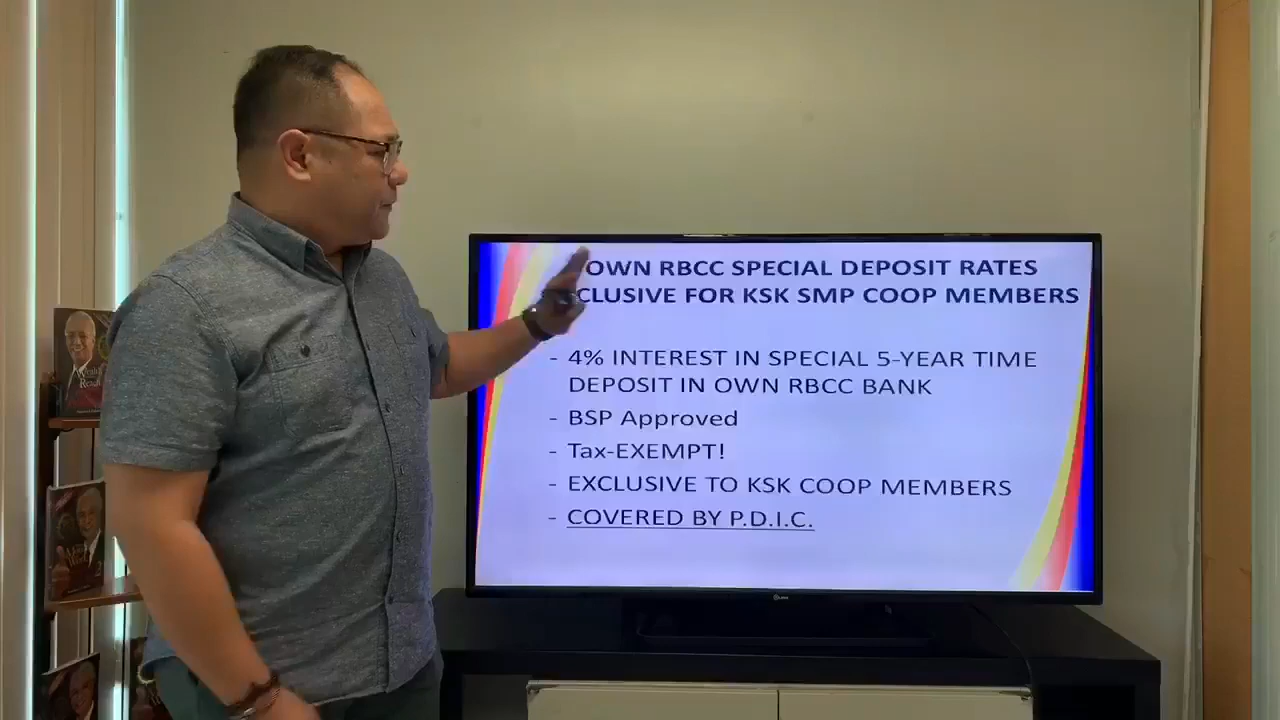 OWN RBCC SPECIAL DEPOSIT RATES
CLUSIVE FOR KSK SMP COOP MEMBERS
- 4% INTEREST IN SPECIAL 5-YEAR TIME
DEPOSIT IN OWN RBCC BANK
- BSP Approved
- Tax-EXEMPT!
- EXCLUSIVE TO KSK COOP MEMBERS
- COVERED BY P.D.I.C.